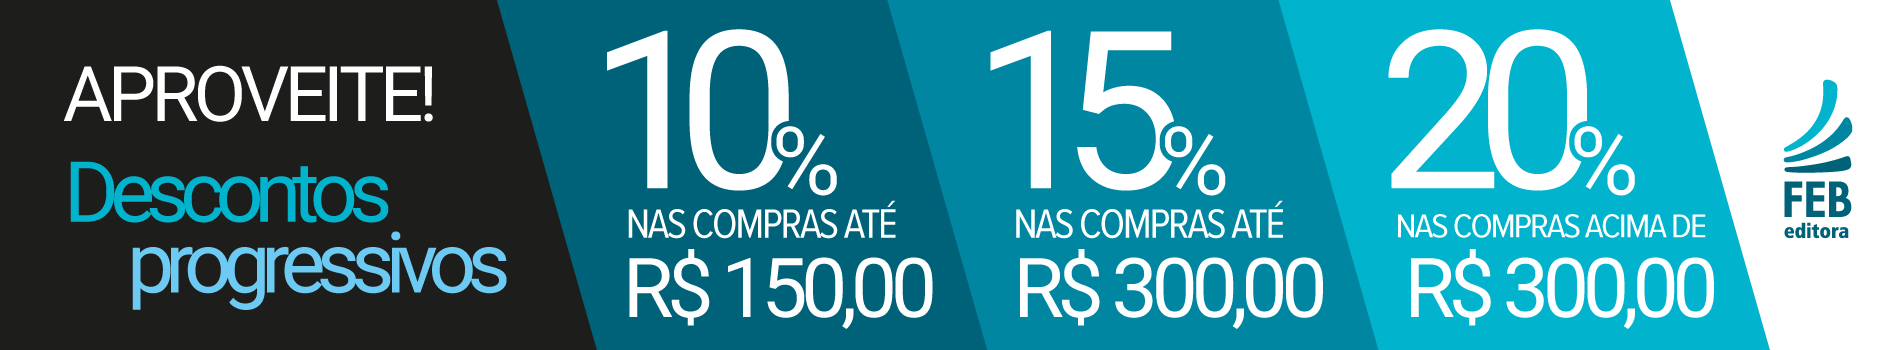 APROVEITE!
Descontos
progressivos
10%
NAS COMPRAS ATÉ
R$ 150,00
15%
NAS COMPRAS ATÉ
R$ 300,00
20%
NAS COMPRAS ACIMA DE
R$ 300,00
FEB
editora